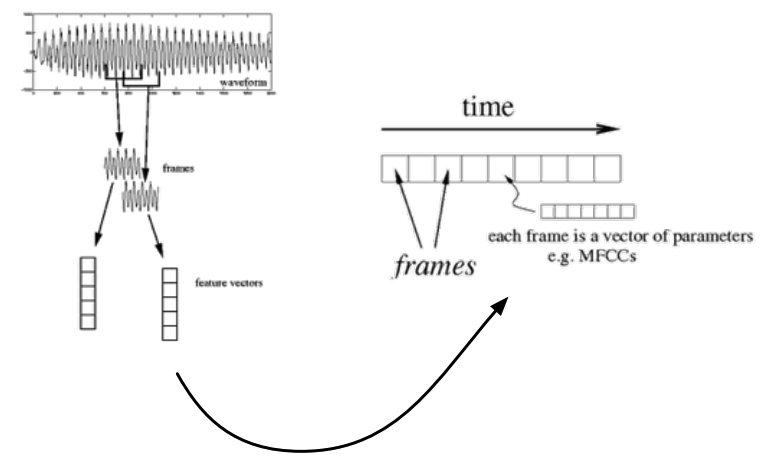 waveform
frames
feature vectors
time
frames
each frame is a vector of parameters
e.g. MFCCs